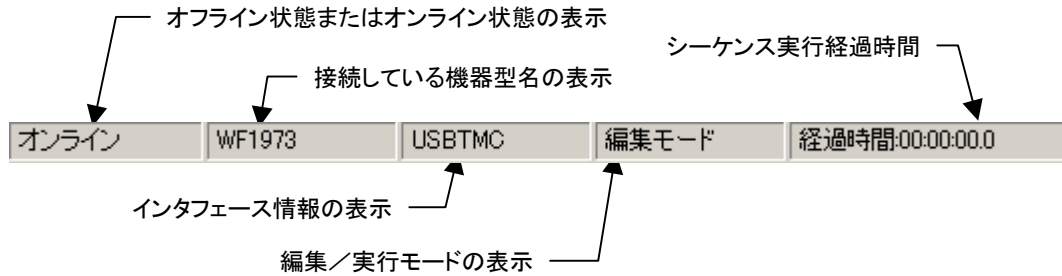 オフライン状態またはオンライン状態の表示
シーケンス実行経過時間
接続している機器型名の表示
オンライン WF1973 USBTMC 編集モード 経過時間:00:00:00.0
インタフェース情報の表示
編集／実行モードの表示